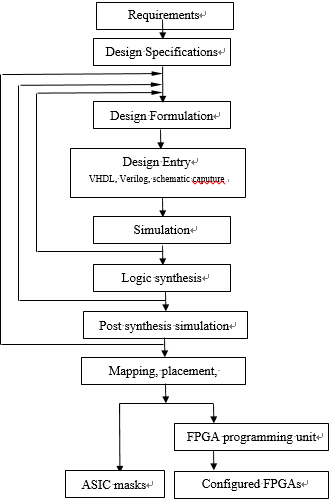 Requirements
Design Specifications
Design Formulation
Design Entry
VHDL, Verilog, schematic caputure
Simulation
Logic synthesis
Post synthesis simulation
Mapping, placement,
FPGA programming unit
ASIC masks
Configured FPGAs